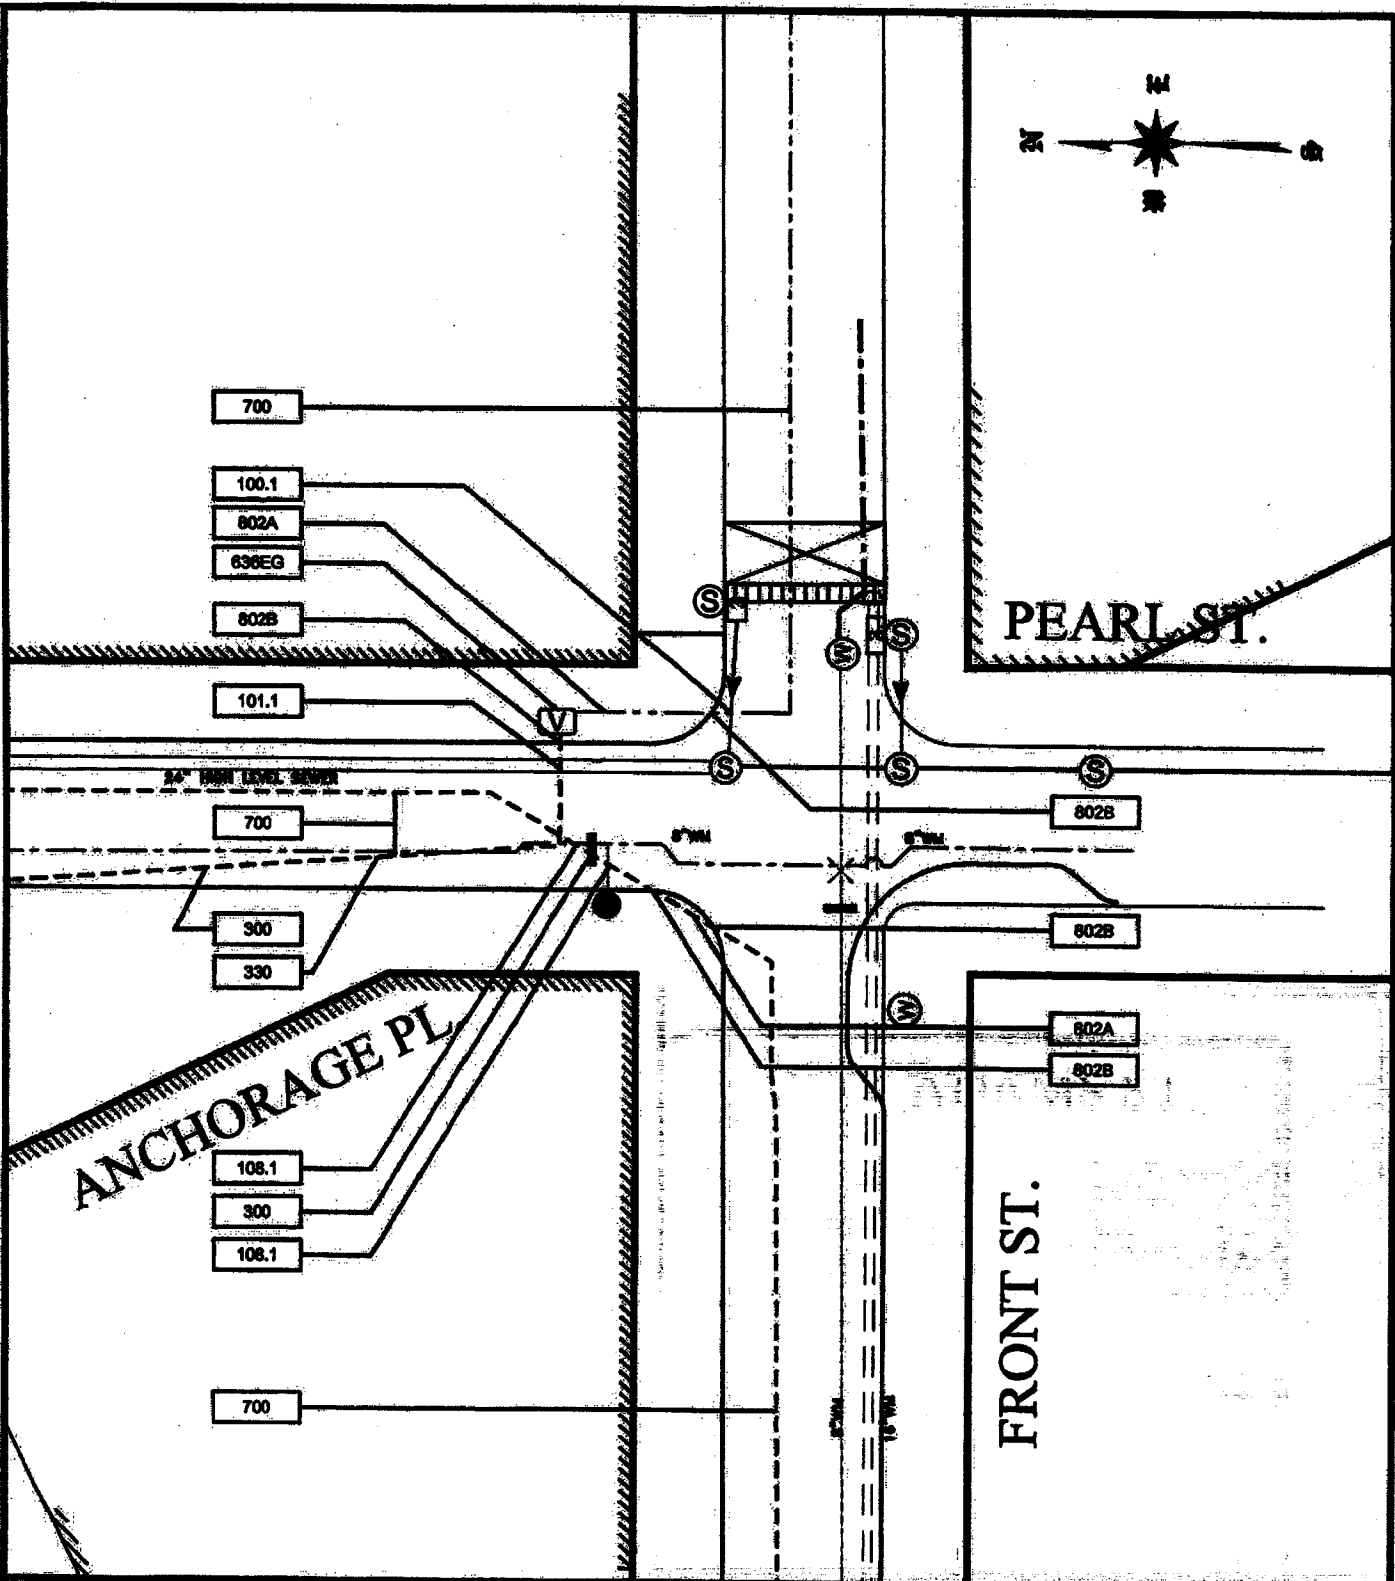 E
N
S
700
100.1
802A
636EG
802B
PEARL ST.
101.1
24" HIGH LEVEL SEWER
700
8"WM
8"WM
802B
300
802B
330
802A
802B
ANCHORAGE PL.
108.1
300
108.1
FRONT ST.
700
S
S
W
S
S
S
V
W